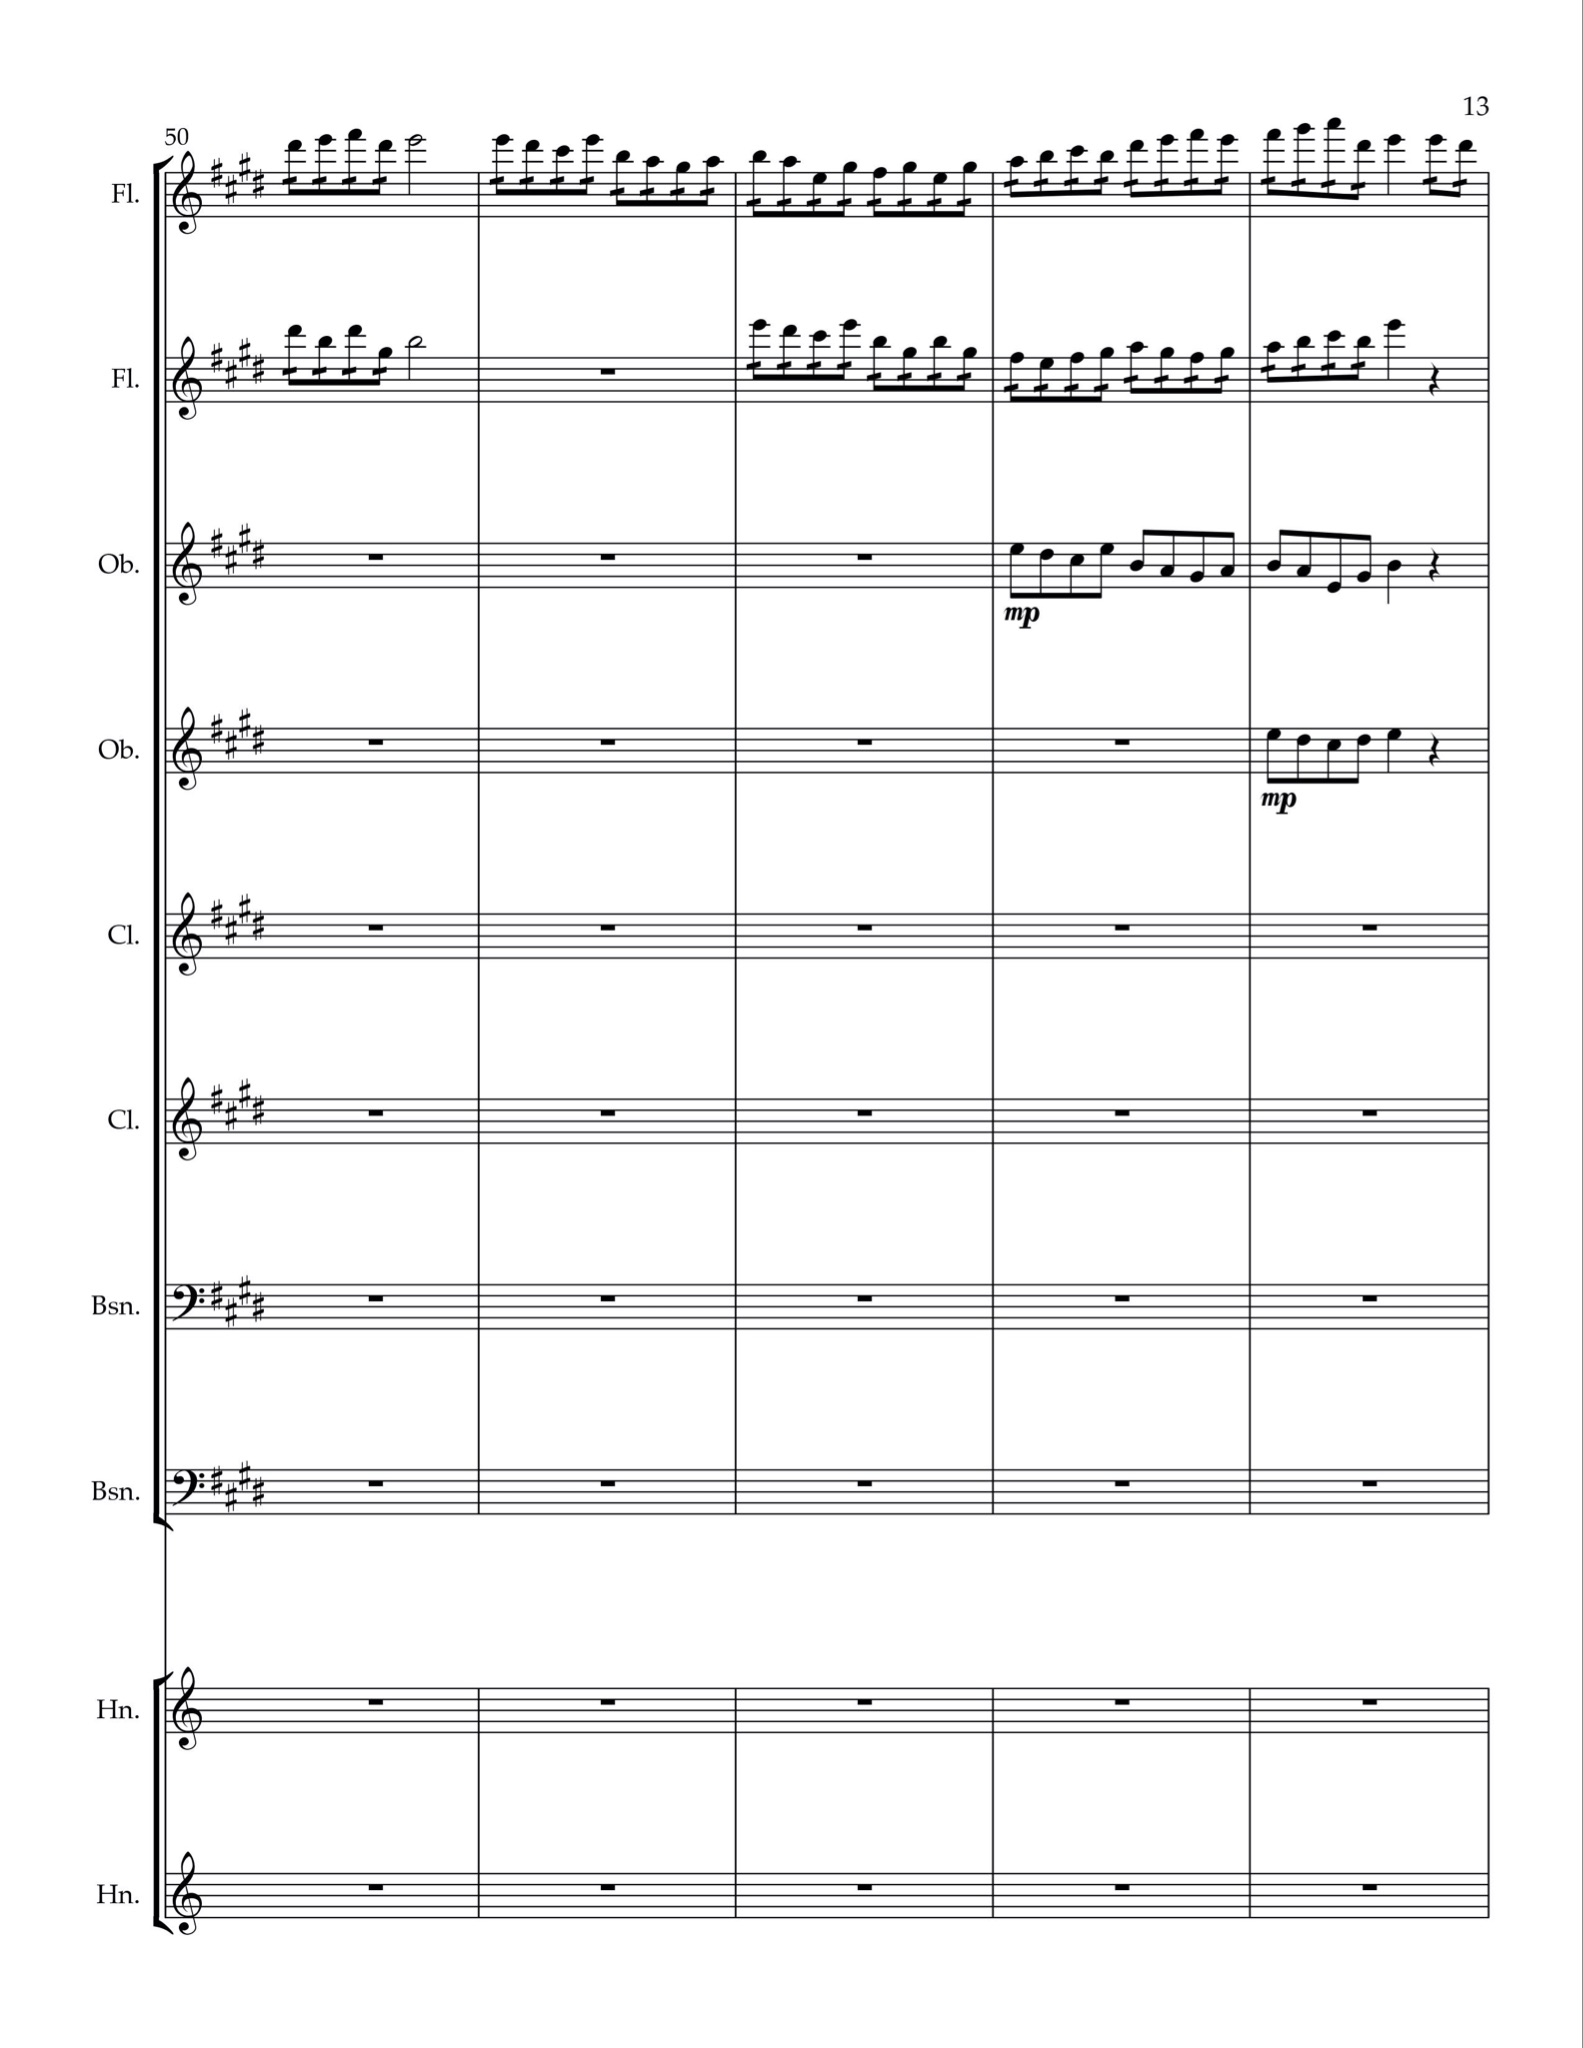 13
50
Fl.
Fl.
Ob.
mp
Ob.
mp
Cl.
Cl.
Bsn.
Bsn.
Hn.
Hn.